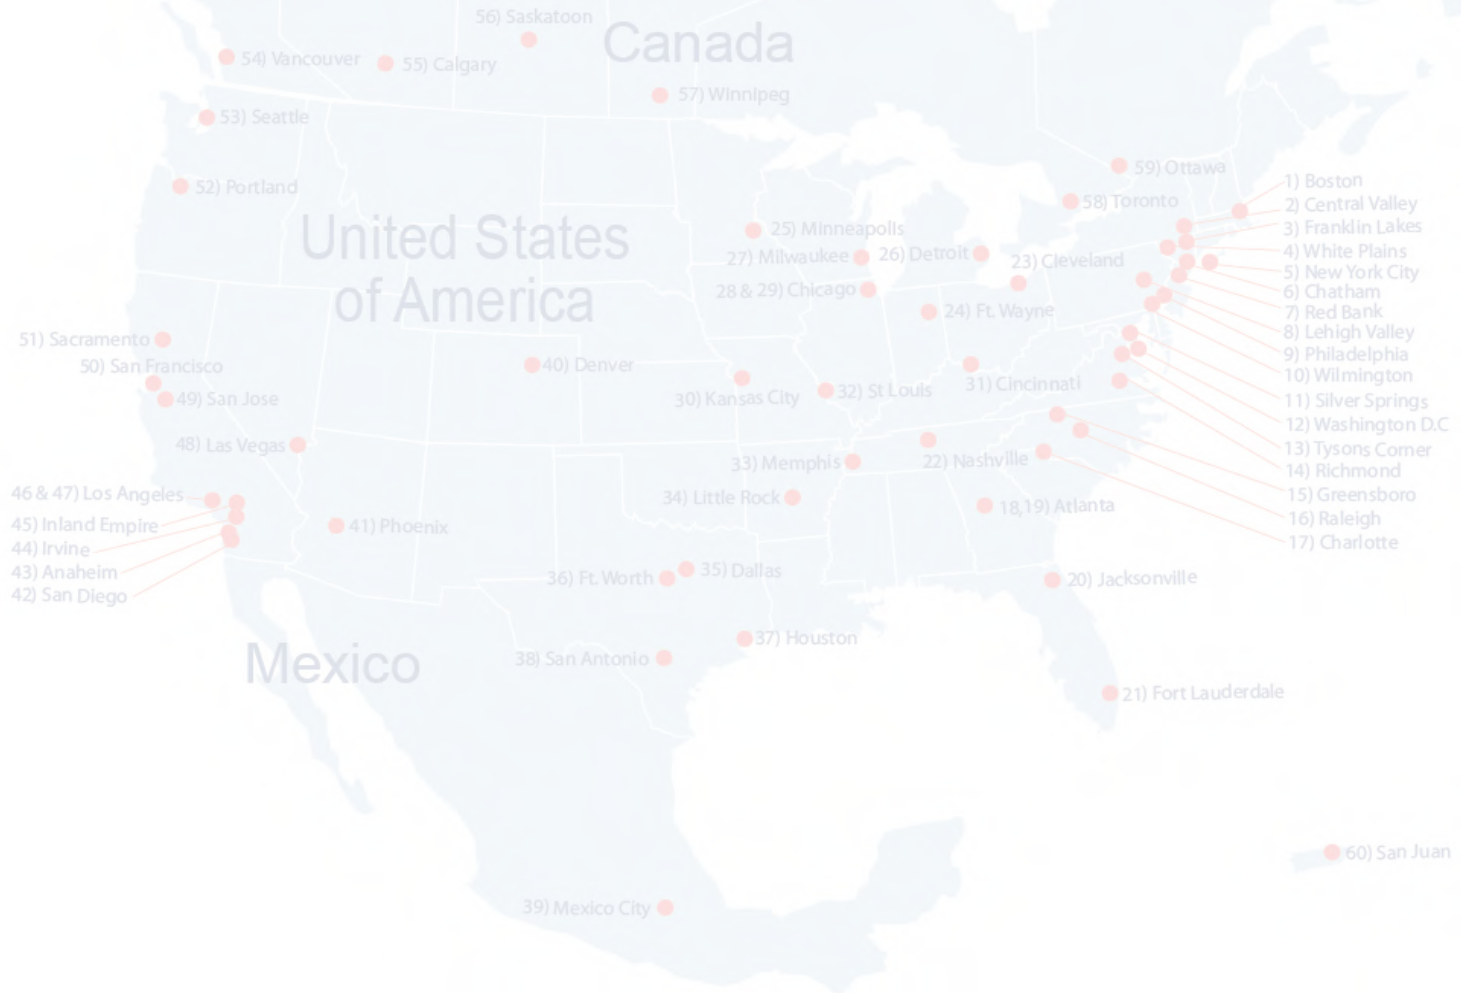 56) Saskatoon
Canada
54) Vancouver
55) Calgary
57) Winnipeg
53) Seattle
59) Ottawa
52) Portland
58) Toronto
1) Boston
2) Central Valley
3) Franklin Lakes
4) White Plains
5) New York City
6) Chatham
7) Red Bank
8) Lehigh Valley
9) Philadelphia
10) Wilmington
11) Silver Springs
12) Washington D.C
13) Tysons Corner
14) Richmond
15) Greensboro
16) Raleigh
17) Charlotte
United States
of America
25) Minneapolis
27) Milwaukee
26) Detroit
23) Cleveland
28 & 29) Chicago
24) Ft. Wayne
51) Sacramento
50) San Francisco
49) San Jose
40) Denver
30) Kansas City
32) St Louis
31) Cincinnati
48) Las Vegas
33) Memphis
22) Nashville
46 & 47) Los Angeles
45) Inland Empire
44) Irvine
43) Anaheim
42) San Diego
41) Phoenix
34) Little Rock
18,19) Atlanta
36) Ft. Worth
35) Dallas
20) Jacksonville
37) Houston
38) San Antonio
Mexico
21) Fort Lauderdale
60) San Juan
39) Mexico City